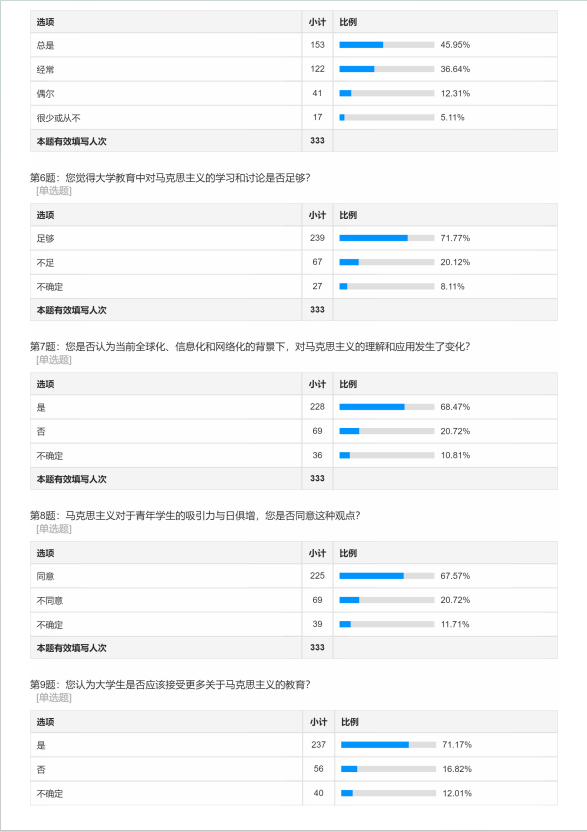 选项 小计 比例
总是 153 45.95%
经常 122 36.64%
偶尔 41 12.31%
很少或从不 17 5.11%
本题有效填写人次 333
第6题：您觉得大学教育中对马克思主义的学习和讨论是否足够？
[单选题]
选项 小计 比例
足够 239 71.77%
不足 67 20.12%
不确定 27 8.11%
本题有效填写人次 333
第7题：您是否认为当前全球化、信息化和网络化的背景下，对马克思主义的理解和应用发生了变化？
[单选题]
选项 小计 比例
是 228 68.47%
否 69 20.72%
不确定 36 10.81%
本题有效填写人次 333
第8题：马克思主义对于青年学生的吸引力与日俱增，您是否同意这种观点？
[单选题]
选项 小计 比例
同意 225 67.57%
不同意 69 20.72%
不确定 39 11.71%
本题有效填写人次 333
第9题：您认为大学生是否应该接受更多关于马克思主义的教育？
[单选题]
选项 小计 比例
是 237 71.17%
否 56 16.82%
不确定 40 12.01%